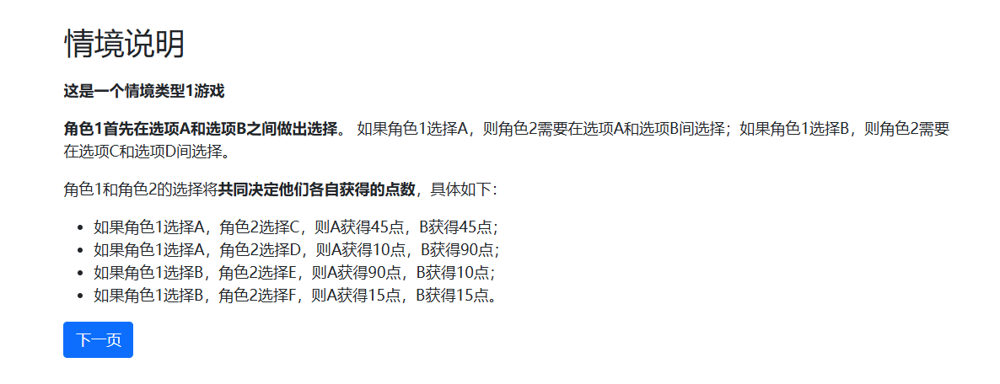 情境说明
这是一个情境类型1游戏
角色1首先在选项A和选项B之间做出选择。 如果角色1选择A，则角色2需要在选项A和选项B间选择；如果角色1选择B，则角色2需要
在选项C和选项D间选择。
角色1和角色2的选择将共同决定他们各自获得的点数，具体如下：
• 如果角色1选择A，角色2选择C，则A获得45点，B获得45点；
• 如果角色1选择A，角色2选择D，则A获得10点，B获得90点；
• 如果角色1选择B，角色2选择E，则A获得90点，B获得10点；
• 如果角色1选择B，角色2选择F，则A获得15点，B获得15点。
下一页